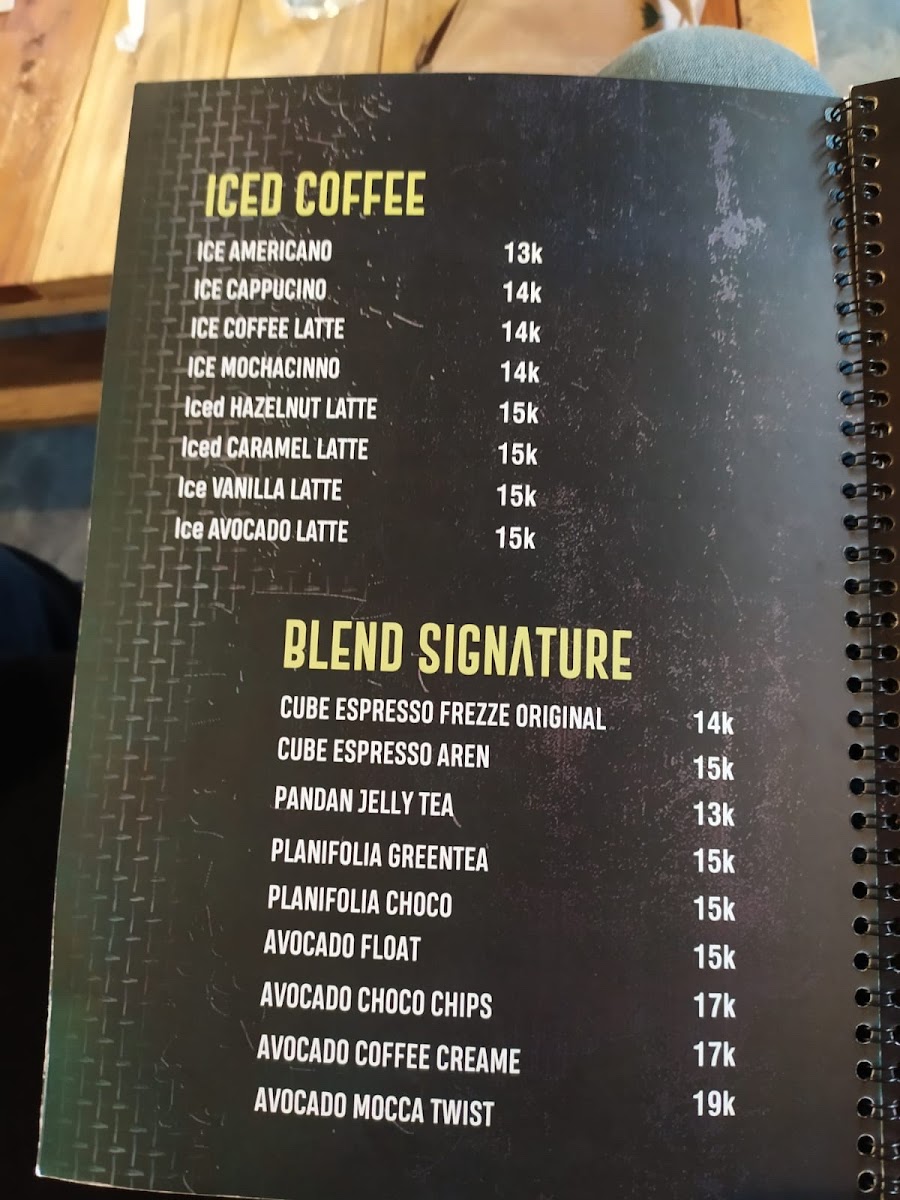 ICED COFFEE
ICE AMERICANO 13k
ICE CAPPUCINO 14k
ICE COFFEE LATTE 14k
ICE MOCHACINNO 14k
Iced HAZELNUT LATTE 15k
Iced CARAMEL LATTE 15k
Ice VANILLA LATTE 15k
Ice AVOCADO LATTE 15k
BLEND SIGNATURE
CUBE ESPRESSO FREZZE ORIGINAL 14k
CUBE ESPRESSO AREN 15k
PANDAN JELLY TEA 13k
PLANIFOLIA GREENTEA 15k
PLANIFOLIA CHOCO 15k
AVOCADO FLOAT 15k
AVOCADO CHOCO CHIPS 17k
AVOCADO COFFEE CREAME 17k
AVOCADO MOCCA TWIST 19k